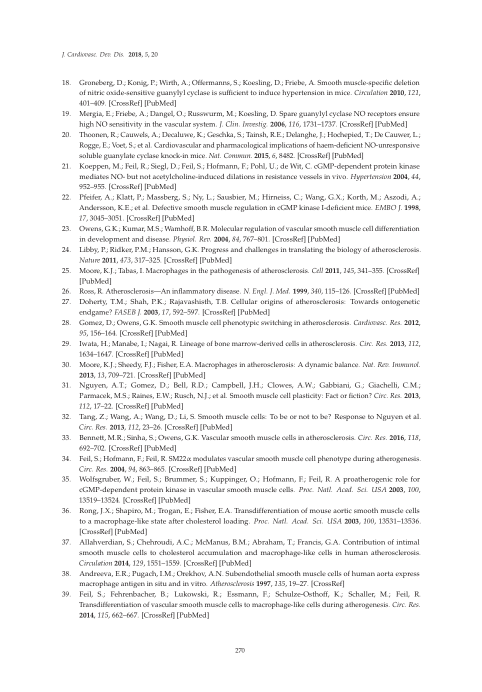 J. Cardiovasc. Dev. Dis. 2018, 5, 20
18. Groneberg, D.; Konig, P.; Wirth, A.; Offermanns, S.; Koesling, D.; Friebe, A. Smooth muscle-specific deletion
of nitric oxide-sensitive guanylyl cyclase is sufficient to induce hypertension in mice. Circulation 2010, 121,
401–409. [CrossRef] [PubMed]
19. Mergia, E.; Friebe, A.; Dangel, O.; Russwurm, M.; Koesling, D. Spare guanylyl cyclase NO receptors ensure
high NO sensitivity in the vascular system. J. Clin. Investig. 2006, 116, 1731–1737. [CrossRef] [PubMed]
20. Thoonen, R.; Cauwels, A.; Decaluwe, K.; Geschka, S.; Tainsh, R.E.; Delanghe, J.; Hochepied, T.; De Cauwer, L.;
Rogge, E.; Voet, S.; et al. Cardiovascular and pharmacological implications of haem-deficient NO-unresponsive
soluble guanylate cyclase knock-in mice. Nat. Commun. 2015, 6, 8482. [CrossRef] [PubMed]
21. Koeppen, M.; Feil, R.; Siegl, D.; Feil, S.; Hofmann, F.; Pohl, U.; de Wit, C. cGMP-dependent protein kinase
mediates NO- but not acetylcholine-induced dilations in resistance vessels in vivo. Hypertension 2004, 44,
952–955. [CrossRef] [PubMed]
22. Pfeifer, A.; Klatt, P.; Massberg, S.; Ny, L.; Sausbier, M.; Hirneiss, C.; Wang, G.X.; Korth, M.; Aszodi, A.;
Andersson, K.E.; et al. Defective smooth muscle regulation in cGMP kinase I-deficient mice. EMBO J. 1998,
17, 3045–3051. [CrossRef] [PubMed]
23. Owens, G.K.; Kumar, M.S.; Wamhoff, B.R. Molecular regulation of vascular smooth muscle cell differentiation
in development and disease. Physiol. Rev. 2004, 84, 767–801. [CrossRef] [PubMed]
24. Libby, P.; Ridker, P.M.; Hansson, G.K. Progress and challenges in translating the biology of atherosclerosis.
Nature 2011, 473, 317–325. [CrossRef] [PubMed]
25. Moore, K.J.; Tabas, I. Macrophages in the pathogenesis of atherosclerosis. Cell 2011, 145, 341–355. [CrossRef]
[PubMed]
26. Ross, R. Atherosclerosis—An inflammatory disease. N. Engl. J. Med. 1999, 340, 115–126. [CrossRef] [PubMed]
27. Doherty, T.M.; Shah, P.K.; Rajavashisth, T.B. Cellular origins of atherosclerosis: Towards ontogenetic
endgame? FASEB J. 2003, 17, 592–597. [CrossRef] [PubMed]
28. Gomez, D.; Owens, G.K. Smooth muscle cell phenotypic switching in atherosclerosis. Cardiovasc. Res. 2012,
95, 156–164. [CrossRef] [PubMed]
29. Iwata, H.; Manabe, I.; Nagai, R. Lineage of bone marrow-derived cells in atherosclerosis. Circ. Res. 2013, 112,
1634–1647. [CrossRef] [PubMed]
30. Moore, K.J.; Sheedy, F.J.; Fisher, E.A. Macrophages in atherosclerosis: A dynamic balance. Nat. Rev. Immunol.
2013, 13, 709–721. [CrossRef] [PubMed]
31. Nguyen, A.T.; Gomez, D.; Bell, R.D.; Campbell, J.H.; Clowes, A.W.; Gabbiani, G.; Giachelli, C.M.;
Parmacek, M.S.; Raines, E.W.; Rusch, N.J.; et al. Smooth muscle cell plasticity: Fact or fiction? Circ. Res. 2013,
112, 17–22. [CrossRef] [PubMed]
32. Tang, Z.; Wang, A.; Wang, D.; Li, S. Smooth muscle cells: To be or not to be? Response to Nguyen et al.
Circ. Res. 2013, 112, 23–26. [CrossRef] [PubMed]
33. Bennett, M.R.; Sinha, S.; Owens, G.K. Vascular smooth muscle cells in atherosclerosis. Circ. Res. 2016, 118,
692–702. [CrossRef] [PubMed]
34. Feil, S.; Hofmann, F.; Feil, R. SM22α modulates vascular smooth muscle cell phenotype during atherogenesis.
Circ. Res. 2004, 94, 863–865. [CrossRef] [PubMed]
35. Wolfsgruber, W.; Feil, S.; Brummer, S.; Kuppinger, O.; Hofmann, F.; Feil, R. A proatherogenic role for
cGMP-dependent protein kinase in vascular smooth muscle cells. Proc. Natl. Acad. Sci. USA 2003, 100,
13519–13524. [CrossRef] [PubMed]
36. Rong, J.X.; Shapiro, M.; Trogan, E.; Fisher, E.A. Transdifferentiation of mouse aortic smooth muscle cells
to a macrophage-like state after cholesterol loading. Proc. Natl. Acad. Sci. USA 2003, 100, 13531–13536.
[CrossRef] [PubMed]
37. Allahverdian, S.; Chehroudi, A.C.; McManus, B.M.; Abraham, T.; Francis, G.A. Contribution of intimal
smooth muscle cells to cholesterol accumulation and macrophage-like cells in human atherosclerosis.
Circulation 2014, 129, 1551–1559. [CrossRef] [PubMed]
38. Andreeva, E.R.; Pugach, I.M.; Orekhov, A.N. Subendothelial smooth muscle cells of human aorta express
macrophage antigen in situ and in vitro. Atherosclerosis 1997, 135, 19–27. [CrossRef]
39. Feil, S.; Fehrenbacher, B.; Lukowski, R.; Essmann, F.; Schulze-Osthoff, K.; Schaller, M.; Feil, R.
Transdifferentiation of vascular smooth muscle cells to macrophage-like cells during atherogenesis. Circ. Res.
2014, 115, 662–667. [CrossRef] [PubMed]
270